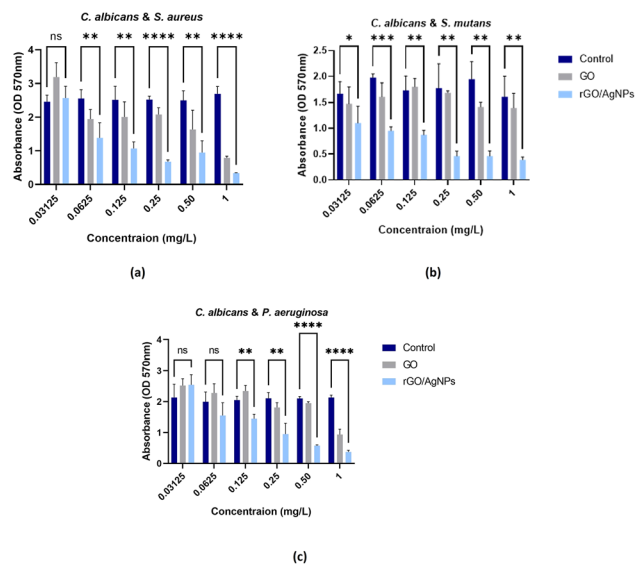 C. albicans & S. aureus
ns
**
**
****
**
****
Absorbance (OD 570nm)
4
3
2
1
0
0.03125
0.0625
0.125
0.25
0.50
1
Concentraion (mg/L)
(a)
C. albicans & S. mutans
*
***
**
**
**
**
Absorbance (OD 570nm)
2.5
2.0
1.5
1.0
0.5
0.0
0.03125
0.0625
0.125
0.25
0.50
1
Concentraion (mg/L)
Control
GO
rGO/AgNPs
(b)
C. albicans & P. aeruginosa
ns
ns
**
**
****
****
Absorbance (OD 570nm)
4
3
2
1
0
0.03125
0.0625
0.125
0.25
0.50
1
Concentraion (mg/L)
Control
GO
rGO/AgNPs
(c)